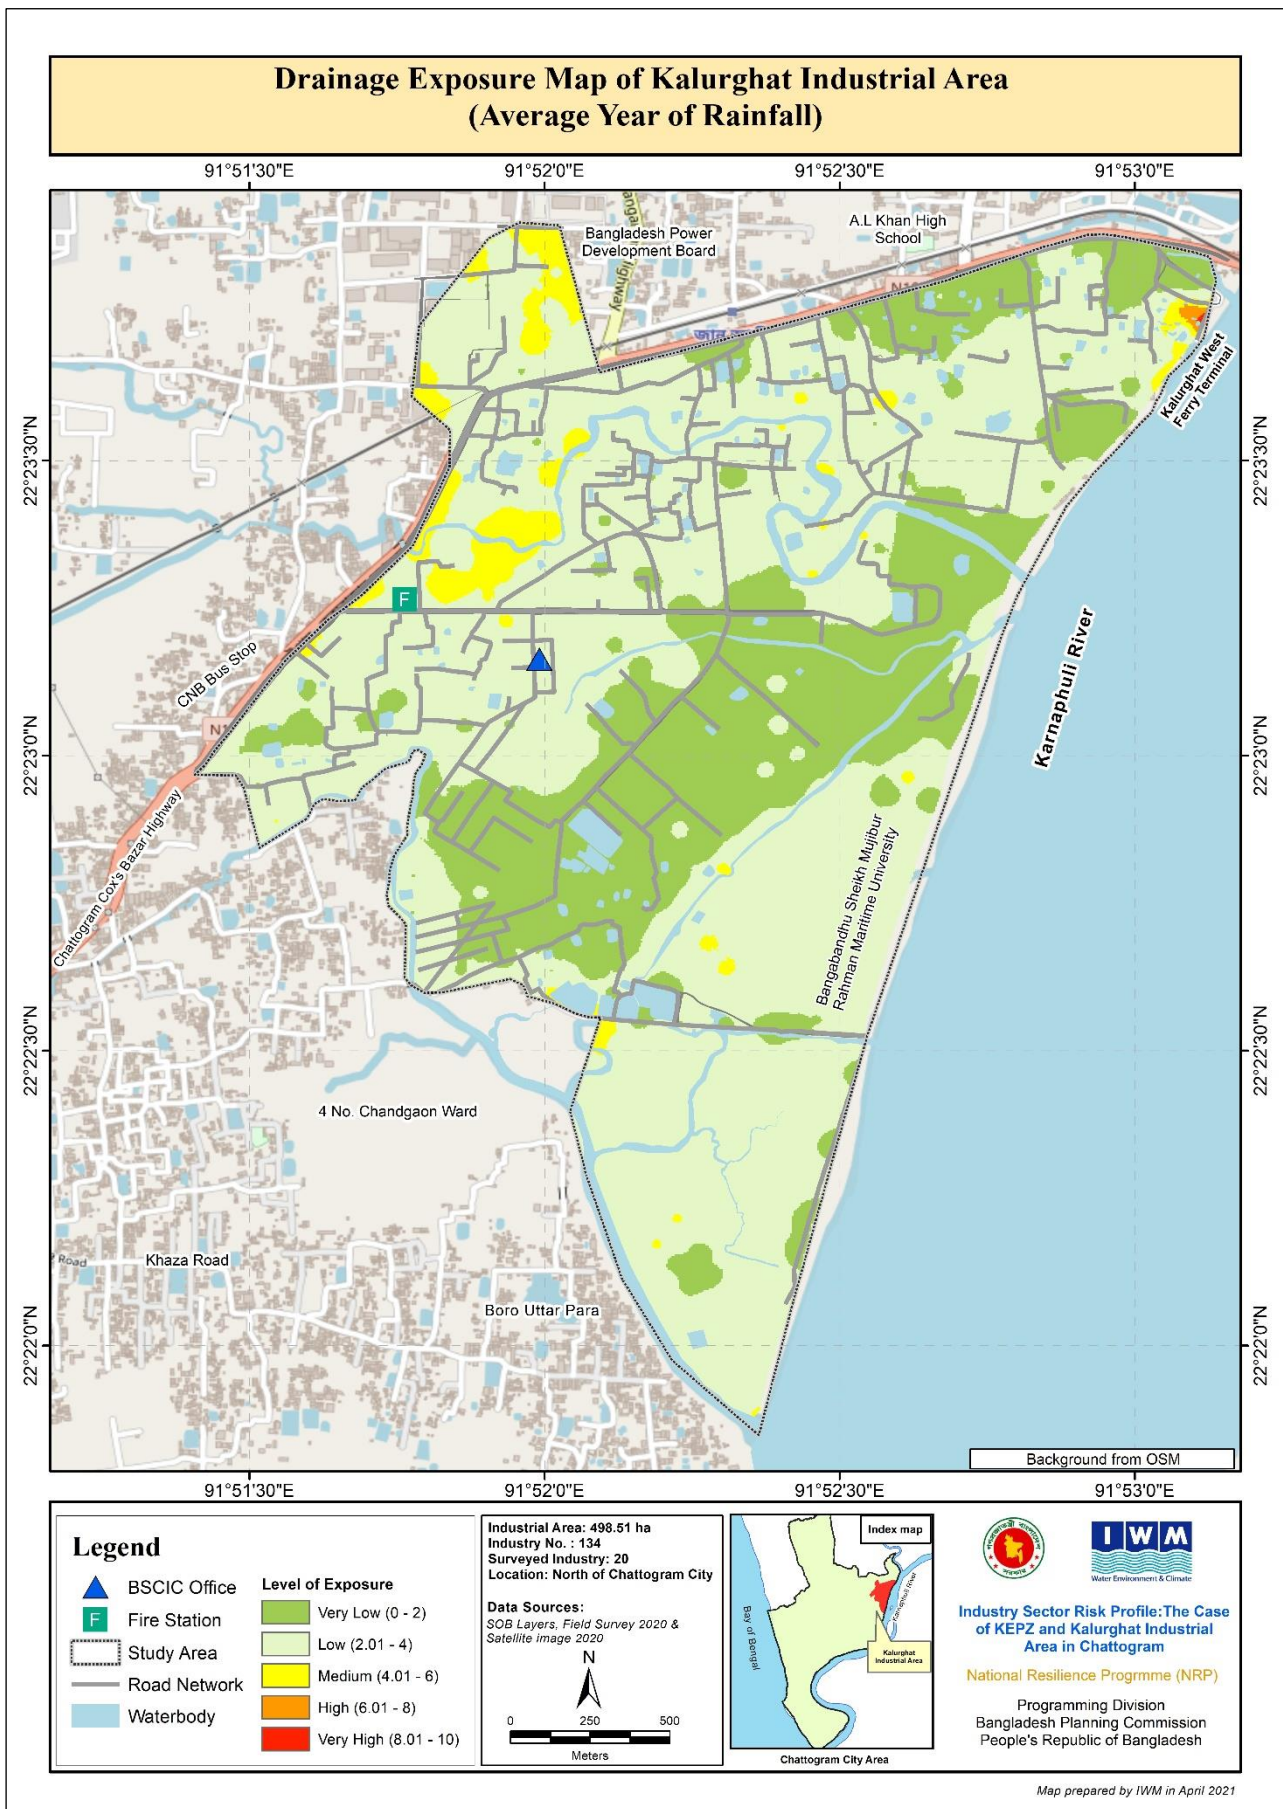 Drainage Exposure Map of Kalurghat Industrial Area
(Average Year of Rainfall)
91°51'30"E
91°52'0"E
91°52'30"E
91°53'0"E
Bangladesh Power
Development Board
A.L Khan High
School
Highway
Kalurghat West
Ferry Terminal
22°23'30"N
22°23'30"N
F
CNB Bus Stop
N1
Karnaphuli River
22°23'0"N
22°23'0"N
Chattogram Cox's Bazar Highway
Bangabandhu Sheikh Mujibur
Rahman Maritime University
22°22'30"N
22°22'30"N
4 No. Chandgaon Ward
Road
Khaza Road
Boro Uttar Para
22°22'0"N
22°22'0"N
Background from OSM
91°51'30"E
91°52'0"E
91°52'30"E
91°53'0"E
Legend
BSCIC Office
F
Fire Station
Study Area
Road Network
Waterbody
Level of Exposure
Very Low (0 - 2)
Low (2.01 - 4)
Medium (4.01 - 6)
High (6.01 - 8)
Very High (8.01 - 10)
Industrial Area: 498.51 ha
Industry No. : 134
Surveyed Industry: 20
Location: North of Chattogram City
Data Sources:
SOB Layers, Field Survey 2020 &
Satellite image 2020
N
0 250 500
Meters
Index map
Karnaphuli River
Bay of Bengal
Kalurghat
Industrial Area
Chattogram City Area
IWM
Water Environment & Climate
Industry Sector Risk Profile:The Case
of KEPZ and Kalurghat Industrial
Area in Chattogram
National Resilience Progrmme (NRP)
Programming Division
Bangladesh Planning Commission
People's Republic of Bangladesh
Map prepared by IWM in April 2021